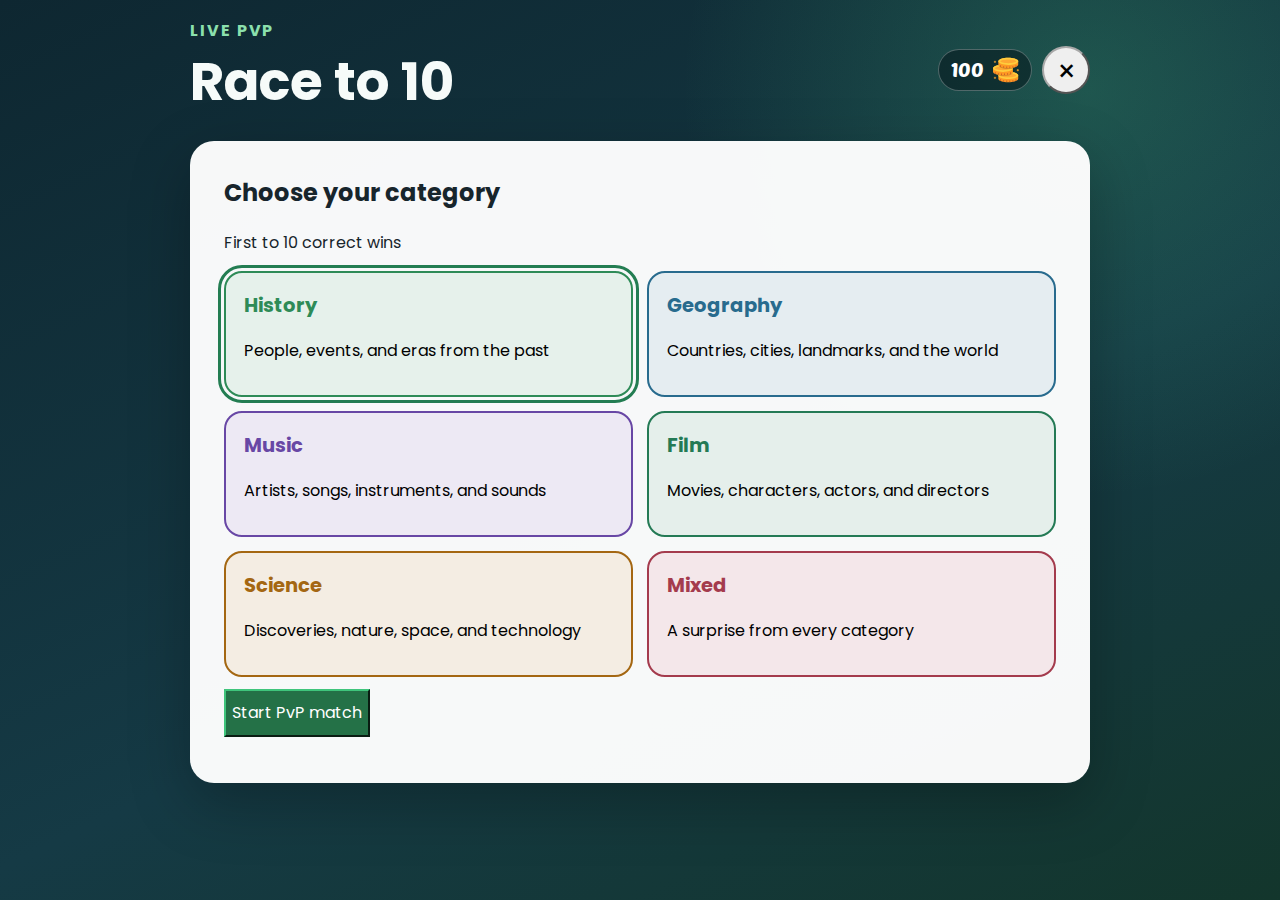 LIVE PVP
Race to 10
100
×
Choose your category
First to 10 correct wins
History
People, events, and eras from the past
Geography
Countries, cities, landmarks, and the world
Music
Artists, songs, instruments, and sounds
Film
Movies, characters, actors, and directors
Science
Discoveries, nature, space, and technology
Mixed
A surprise from every category
Start PvP match